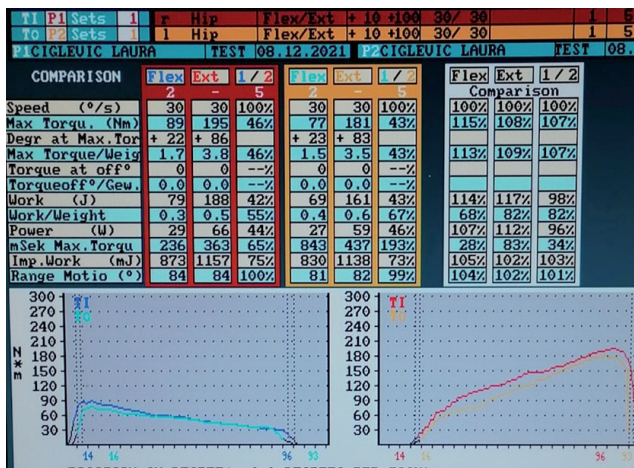 TI P1 Sets 1 r Hip Flex/Ext + 10 +100 30/ 30 1 6
TO P2 Sets 1 l Hip Flex/Ext + 10 +100 30/ 30 1 5
P1 CIGLEVIC LAURA TEST 08.12.2021 P2 CIGLEVIC LAURA TEST 08.
COMPARISON Flex Ext 1/2 Flex Ext 1/2 Flex Ext 1/2
2 - 5 2 - 5 Comparison
Speed (°/s) 30 30 100% 30 30 100% 100% 100% 100%
Max Torqu. (Nm) 89 195 46% 77 181 43% 115% 108% 107%
Degr at Max.Tor + 22 + 86 + 23 + 83
Max Torque/Weig 1.7 3.8 46% 1.5 3.5 43% 113% 109% 107%
Torque at off° 0 0 --% 0 0 --%
Torqueoff°/Gew. 0.0 0.0 --% 0.0 0.0 --%
Work (J) 79 188 42% 69 161 43% 114% 117% 98%
Work/Weight 0.3 0.5 55% 0.4 0.6 67% 68% 82% 82%
Power (W) 29 66 44% 27 59 46% 107% 112% 96%
mSek Max.Torqu 236 363 65% 843 437 193% 28% 83% 34%
Imp.Work (mJ) 873 1157 75% 830 1138 73% 105% 102% 103%
Range Motio (°) 84 84 100% 81 82 99% 104% 102% 101%
300 TI 300 TI
270 TO 270 TO
240 240
210 210
N 180 180
* 150 150
m 120 120
90 90
60 60
30 30
14 16 96 93 14 16 96 93